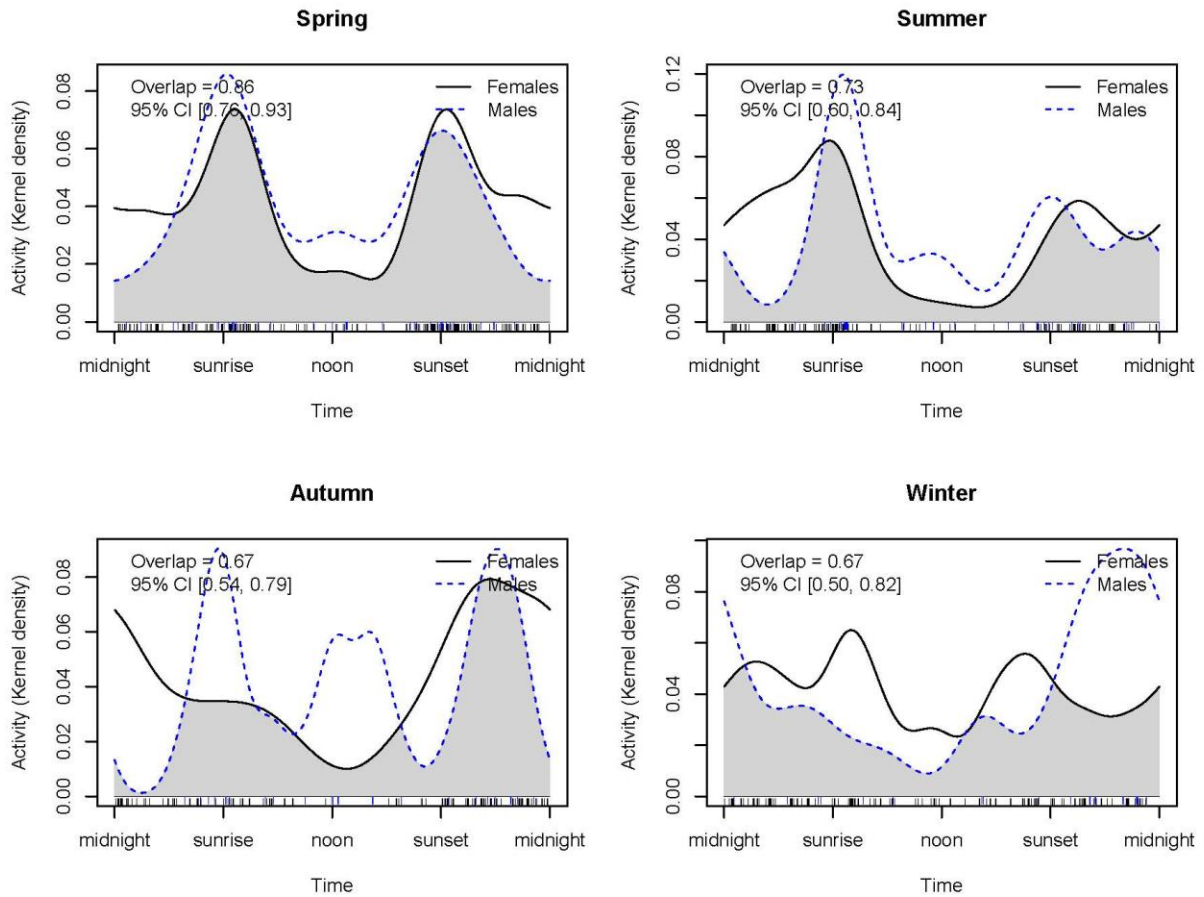 Spring
Overlap = 0.86
95% CI [0.76, 0.93]
Females
Males
Activity (Kernel density)
0.00 0.02 0.04 0.06 0.08
midnight sunrise noon sunset midnight
Time
Summer
Overlap = 0.73
95% CI [0.60, 0.84]
Females
Males
Activity (Kernel density)
0.00 0.04 0.08 0.12
midnight sunrise noon sunset midnight
Time
Autumn
Overlap = 0.67
95% CI [0.54, 0.79]
Females
Males
Activity (Kernel density)
0.00 0.02 0.04 0.06 0.08
midnight sunrise noon sunset midnight
Time
Winter
Overlap = 0.67
95% CI [0.50, 0.82]
Females
Males
Activity (Kernel density)
0.00 0.04 0.08
midnight sunrise noon sunset midnight
Time